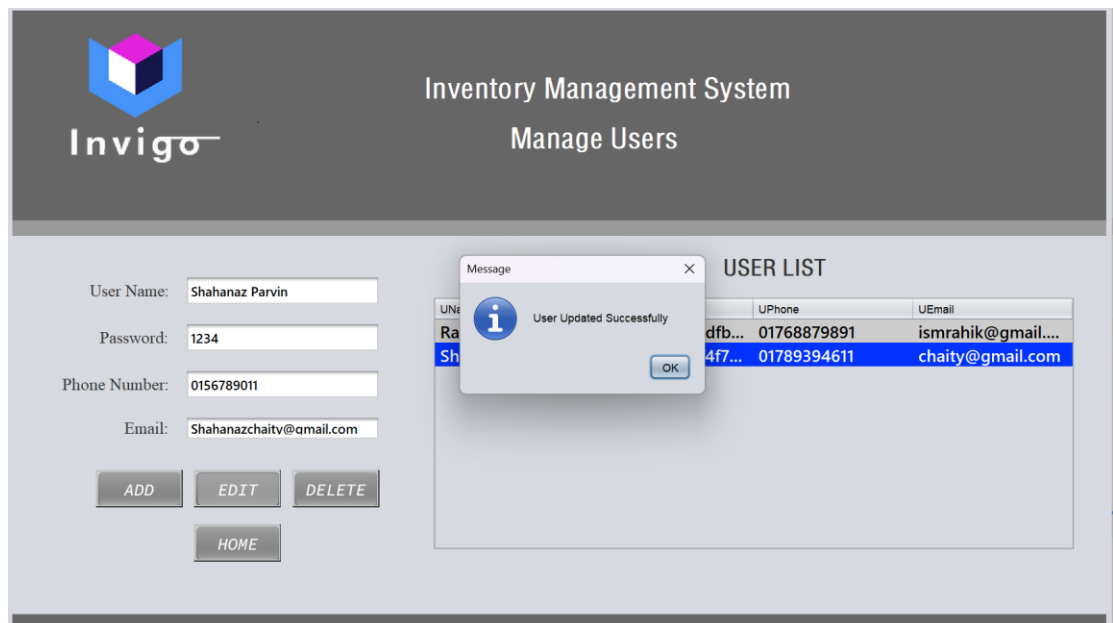 Inventory Management System
Invigo
Manage Users
Message
USER LIST
User Name: Shahanaz Parvin
UPhone UEmail
User Updated Successfully
dfb... 01768879891 ismrahik@gmail....
Password: 1234
4f7... 01789394611 chaity@gmail.com
OK
Phone Number: 0156789011
Email: Shahanazchaity@gmail.com
ADD EDIT DELETE
HOME